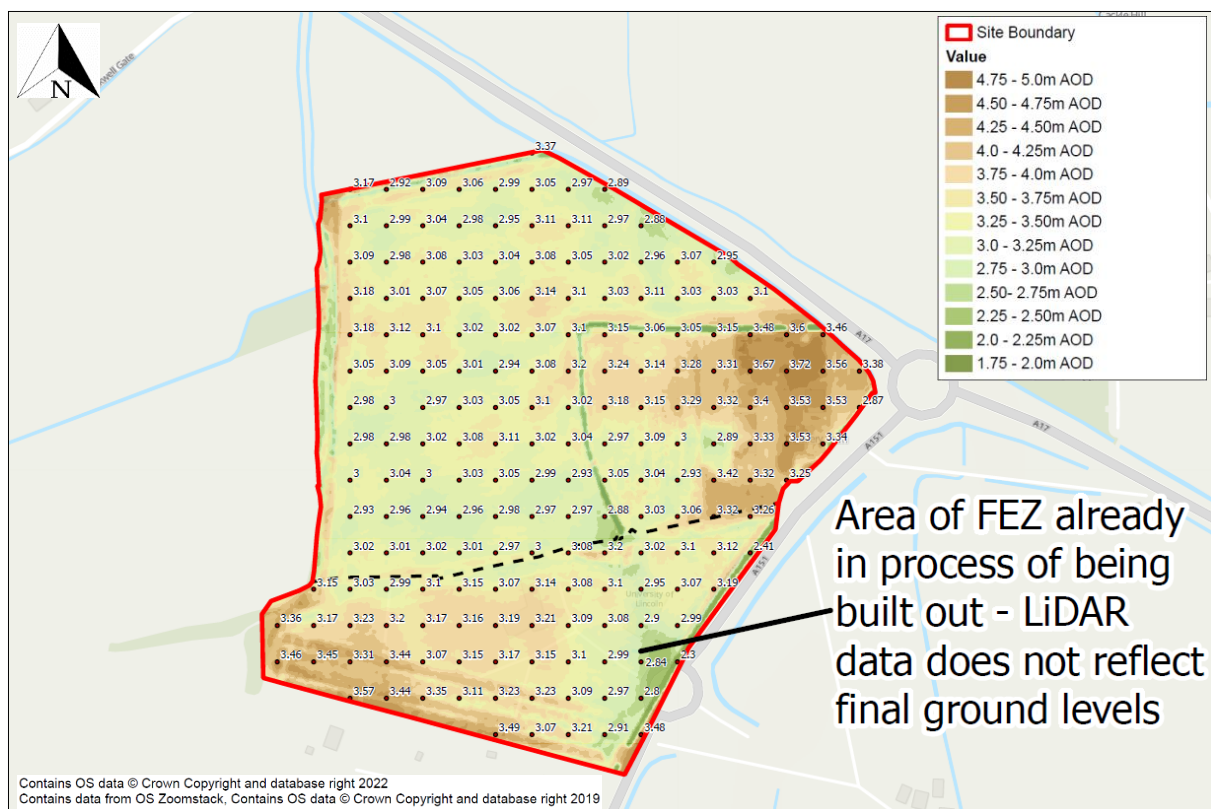 N
well Gate
Site Boundary
Value
4.75 - 5.0m AOD
4.50 - 4.75m AOD
4.25 - 4.50m AOD
4.0 - 4.25m AOD
3.75 - 4.0m AOD
3.50 - 3.75m AOD
3.25 - 3.50m AOD
3.0 - 3.25m AOD
2.75 - 3.0m AOD
2.50- 2.75m AOD
2.25 - 2.50m AOD
2.0 - 2.25m AOD
1.75 - 2.0m AOD
3.37
3.17 2.92 3.09 3.06 2.99 3.05 2.97 2.89
3.1 2.99 3.04 2.98 2.95 3.11 3.11 2.97 2.88
3.09 2.98 3.08 3.03 3.04 3.08 3.05 3.02 2.96 3.07 2.95
3.18 3.01 3.07 3.05 3.06 3.14 3.1 3.03 3.11 3.03 3.03 3.1
3.18 3.12 3.1 3.02 3.02 3.07 3.1 3.15 3.06 3.05 3.15 3.48 3.6 3.46
A17
3.05 3.09 3.05 3.01 2.94 3.08 3.2 3.24 3.14 3.28 3.31 3.67 3.72 3.56 3.38
2.98 3 2.97 3.03 3.05 3.1 3.02 3.18 3.15 3.29 3.32 3.4 3.53 3.53 2.87
A17
2.98 2.98 3.02 3.08 3.11 3.02 3.04 2.97 3.09 3 2.89 3.33 3.53 3.34
A151
3 3.04 3 3.03 3.05 2.99 2.93 3.05 3.04 2.93 3.42 3.32 3.25
2.93 2.96 2.94 2.96 2.98 2.97 2.97 2.88 3.03 3.06 3.32 3.26
3.02 3.01 3.02 3.01 2.97 3 3.08 3.2 3.02 3.1 3.12 2.41
A151
3.15 3.03 2.99 3.1 3.15 3.07 3.14 3.08 3.1 2.95 3.07 3.19
University of
Lincoln
3.36 3.17 3.23 3.2 3.17 3.16 3.19 3.21 3.09 3.08 2.9 2.99
3.46 3.45 3.31 3.44 3.07 3.15 3.17 3.15 3.1 2.99 2.84 2.3
3.57 3.44 3.35 3.11 3.23 3.23 3.09 2.97 2.8
3.49 3.07 3.21 2.91 3.48
Area of FEZ already
in process of being
built out - LiDAR
data does not reflect
final ground levels
Contains OS data © Crown Copyright and database right 2022
Contains data from OS Zoomstack, Contains OS data © Crown Copyright and database right 2019